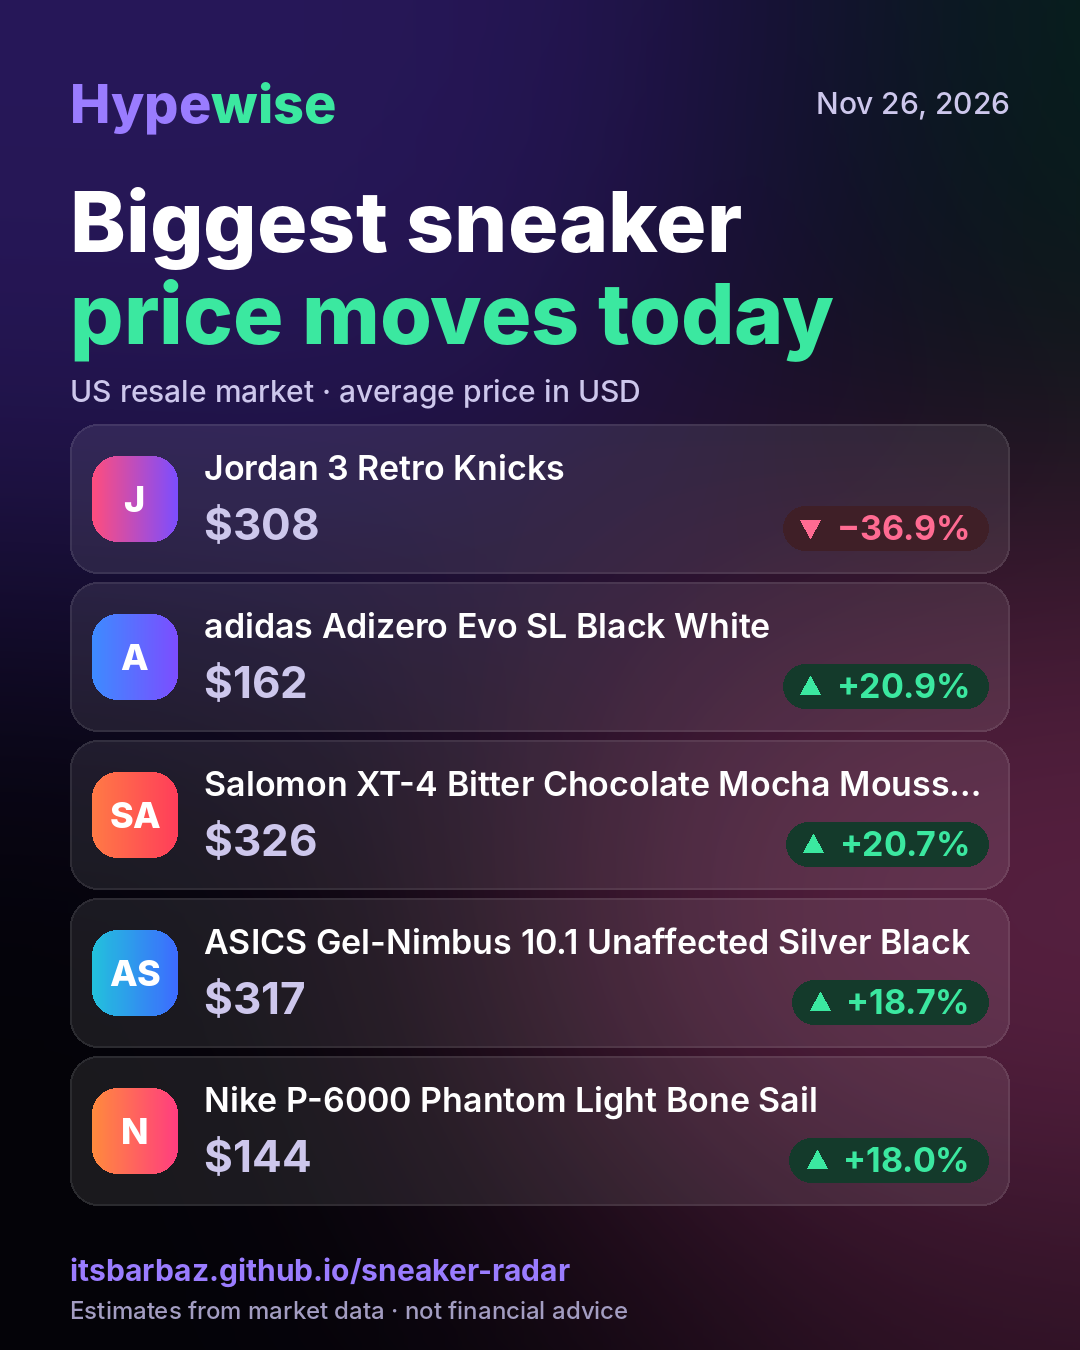 Hypewise
Nov 26, 2026
Biggest sneaker
price moves today
US resale market · average price in USD
J
Jordan 3 Retro Knicks
$308
▼ −36.9%
A
adidas Adizero Evo SL Black White
$162
▲ +20.9%
SA
Salomon XT-4 Bitter Chocolate Mocha Mouss…
$326
▲ +20.7%
AS
ASICS Gel-Nimbus 10.1 Unaffected Silver Black
$317
▲ +18.7%
N
Nike P-6000 Phantom Light Bone Sail
$144
▲ +18.0%
itsbarbaz.github.io/sneaker-radar
Estimates from market data · not financial advice